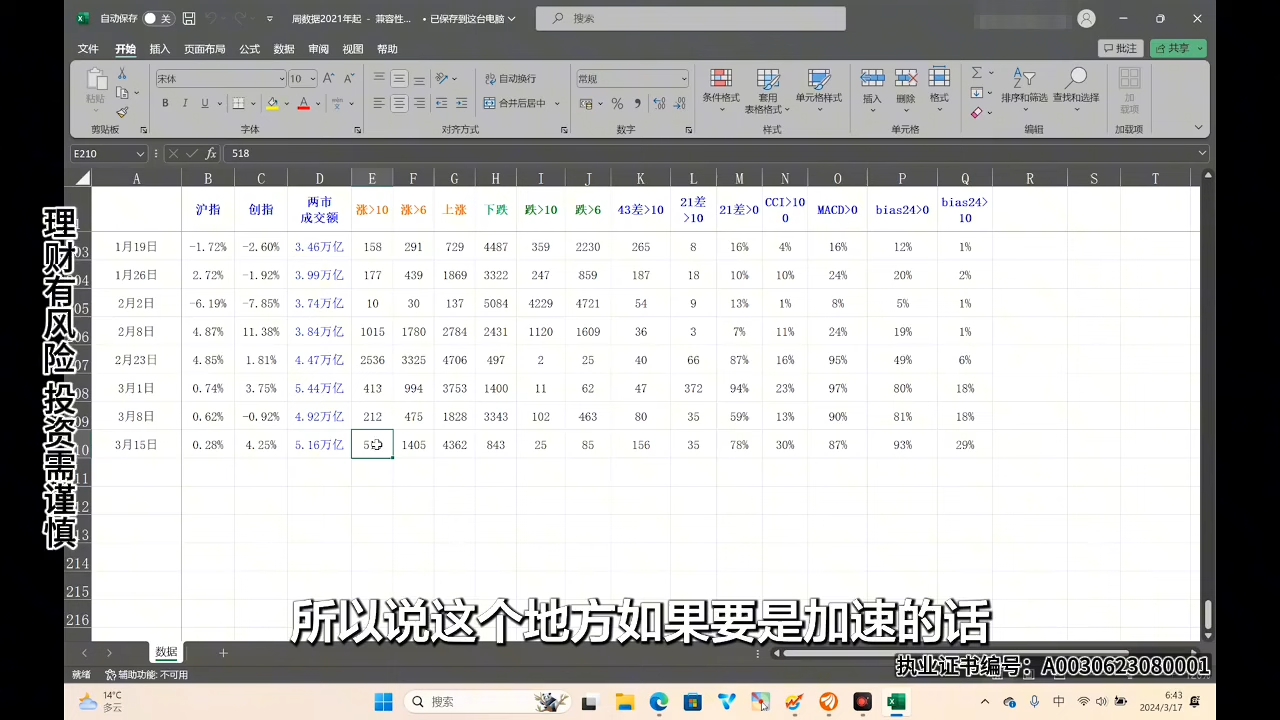 自动保存 关 周数据2021年起 - 兼容性... • 已保存到这台电脑 搜索
文件 开始 插入 页面布局 公式 数据 审阅 视图 帮助 批注 共享
粘贴 宋体 10 B I U A 自动换行 合并后居中 常规 % 条件格式 套用表格格式 单元格样式 插入 删除 格式 排序和筛选 查找和选择 加载项
剪贴板 字体 对齐方式 数字 样式 单元格 编辑 加载项
E210 fx 518
A B C D E F G H I J K L M N O P Q R S T
沪指 创指 两市成交额 涨>10 涨>6 上涨 下跌 跌>10 跌>6 43差>10 21差>10 21差>0 CCI>100 MACD>0 bias24>0 bias24>10
1月19日 -1.72% -2.60% 3.46万亿 158 291 729 4487 359 2230 265 8 16% 4% 16% 12% 1%
1月26日 2.72% -1.92% 3.99万亿 177 439 1869 3322 247 859 187 18 10% 10% 24% 20% 2%
2月2日 -6.19% -7.85% 3.74万亿 10 30 137 5084 4229 4721 54 9 13% 1% 8% 5% 1%
2月8日 4.87% 11.38% 3.84万亿 1015 1780 2784 2431 1120 1609 36 3 7% 11% 24% 19% 1%
2月23日 4.85% 1.81% 4.47万亿 2536 3325 4706 497 2 25 40 66 87% 16% 95% 49% 6%
3月1日 0.74% 3.75% 5.44万亿 413 994 3753 1400 11 62 47 372 94% 23% 97% 80% 18%
3月8日 0.62% -0.92% 4.92万亿 212 475 1828 3343 102 463 80 35 59% 13% 90% 81% 18%
3月15日 0.28% 4.25% 5.16万亿 1405 4362 843 25 85 156 35 78% 30% 87% 93% 29%
214
215
216
理财有风险 投资需谨慎
所以说这个地方如果要是加速的话
数据
就绪 辅助功能: 不可用
执业证书编号：A0030623080001
14°C
多云
搜索
中
6:43
2024/3/17